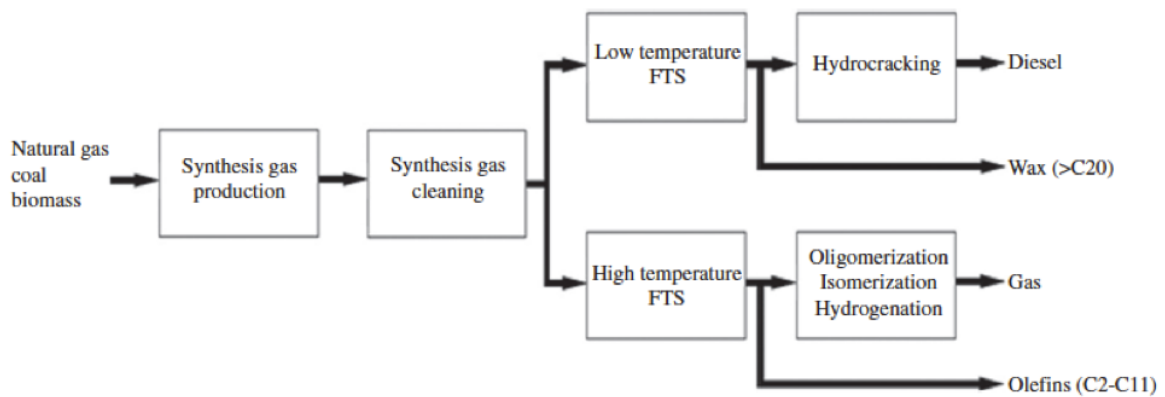 Natural gas
coal
biomass
Synthesis gas
production
Synthesis gas
cleaning
Low temperature
FTS
Hydrocracking
Diesel
Wax (>C20)
High temperature
FTS
Oligomerization
Isomerization
Hydrogenation
Gas
Olefins (C2-C11)